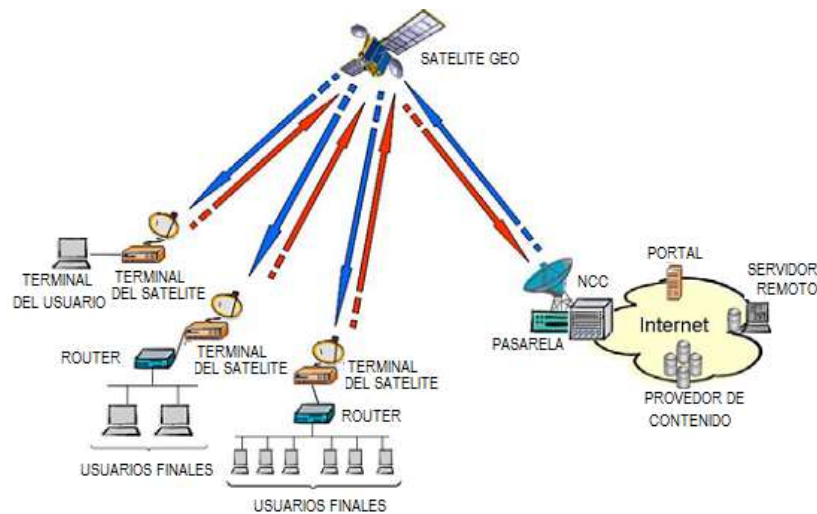 SATELITE GEO
TERMINAL
DEL USUARIO
TERMINAL
DEL SATELITE
ROUTER
TERMINAL
DEL SATELITE
USUARIOS FINALES
TERMINAL
DEL SATELITE
ROUTER
USUARIOS FINALES
NCC
PASARELA
PORTAL
SERVIDOR
REMOTO
Internet
PROVEDOR DE
CONTENIDO